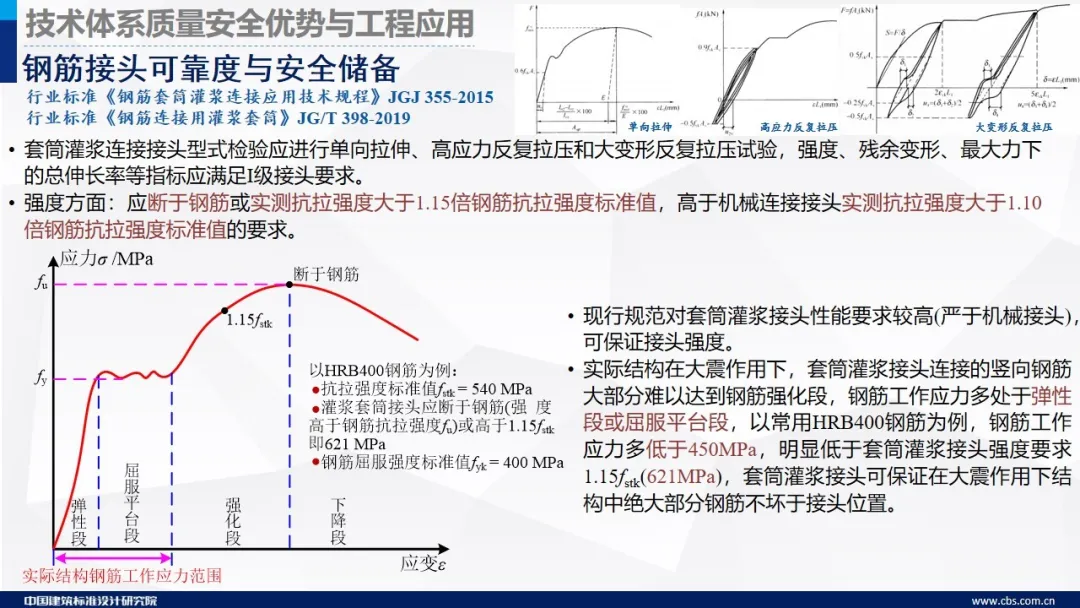 技术体系质量安全优势与工程应用
钢筋接头可靠度与安全储备
行业标准《钢筋套筒灌浆连接应用技术规程》JGJ 355-2015
行业标准《钢筋连接用灌浆套筒》JG/T 398-2019
单向拉伸
高应力反复拉压
大变形反复拉压
• 套筒灌浆连接接头型式检验应进行单向拉伸、高应力反复拉压和大变形反复拉压试验，强度、残余变形、最大力下
的总伸长率等指标应满足I级接头要求。
• 强度方面：应断于钢筋或实测抗拉强度大于1.15倍钢筋抗拉强度标准值，高于机械连接接头实测抗拉强度大于1.10
倍钢筋抗拉强度标准值的要求。
应力σ /MPa
fu
断于钢筋
1.15fstk
fy
以HRB400钢筋为例：
●抗拉强度标准值fstk = 540 MPa
●灌浆套筒接头应断于钢筋(强 度
高于钢筋抗拉强度fu)或高于1.15fstk
即621 MPa
●钢筋屈服强度标准值fyk = 400 MPa
弹性段
屈服平台段
强化段
下降段
应变ε
实际结构钢筋工作应力范围
• 现行规范对套筒灌浆接头性能要求较高(严于机械接头)，
可保证接头强度。
• 实际结构在大震作用下，套筒灌浆接头连接的竖向钢筋
大部分难以达到钢筋强化段，钢筋工作应力多处于弹性
段或屈服平台段，以常用HRB400钢筋为例，钢筋工作
应力多低于450MPa，明显低于套筒灌浆接头强度要求
1.15fstk(621MPa)，套筒灌浆接头可保证在大震作用下结
构中绝大部分钢筋不坏于接头位置。
中国建筑标准设计研究院
www.cbs.com.cn